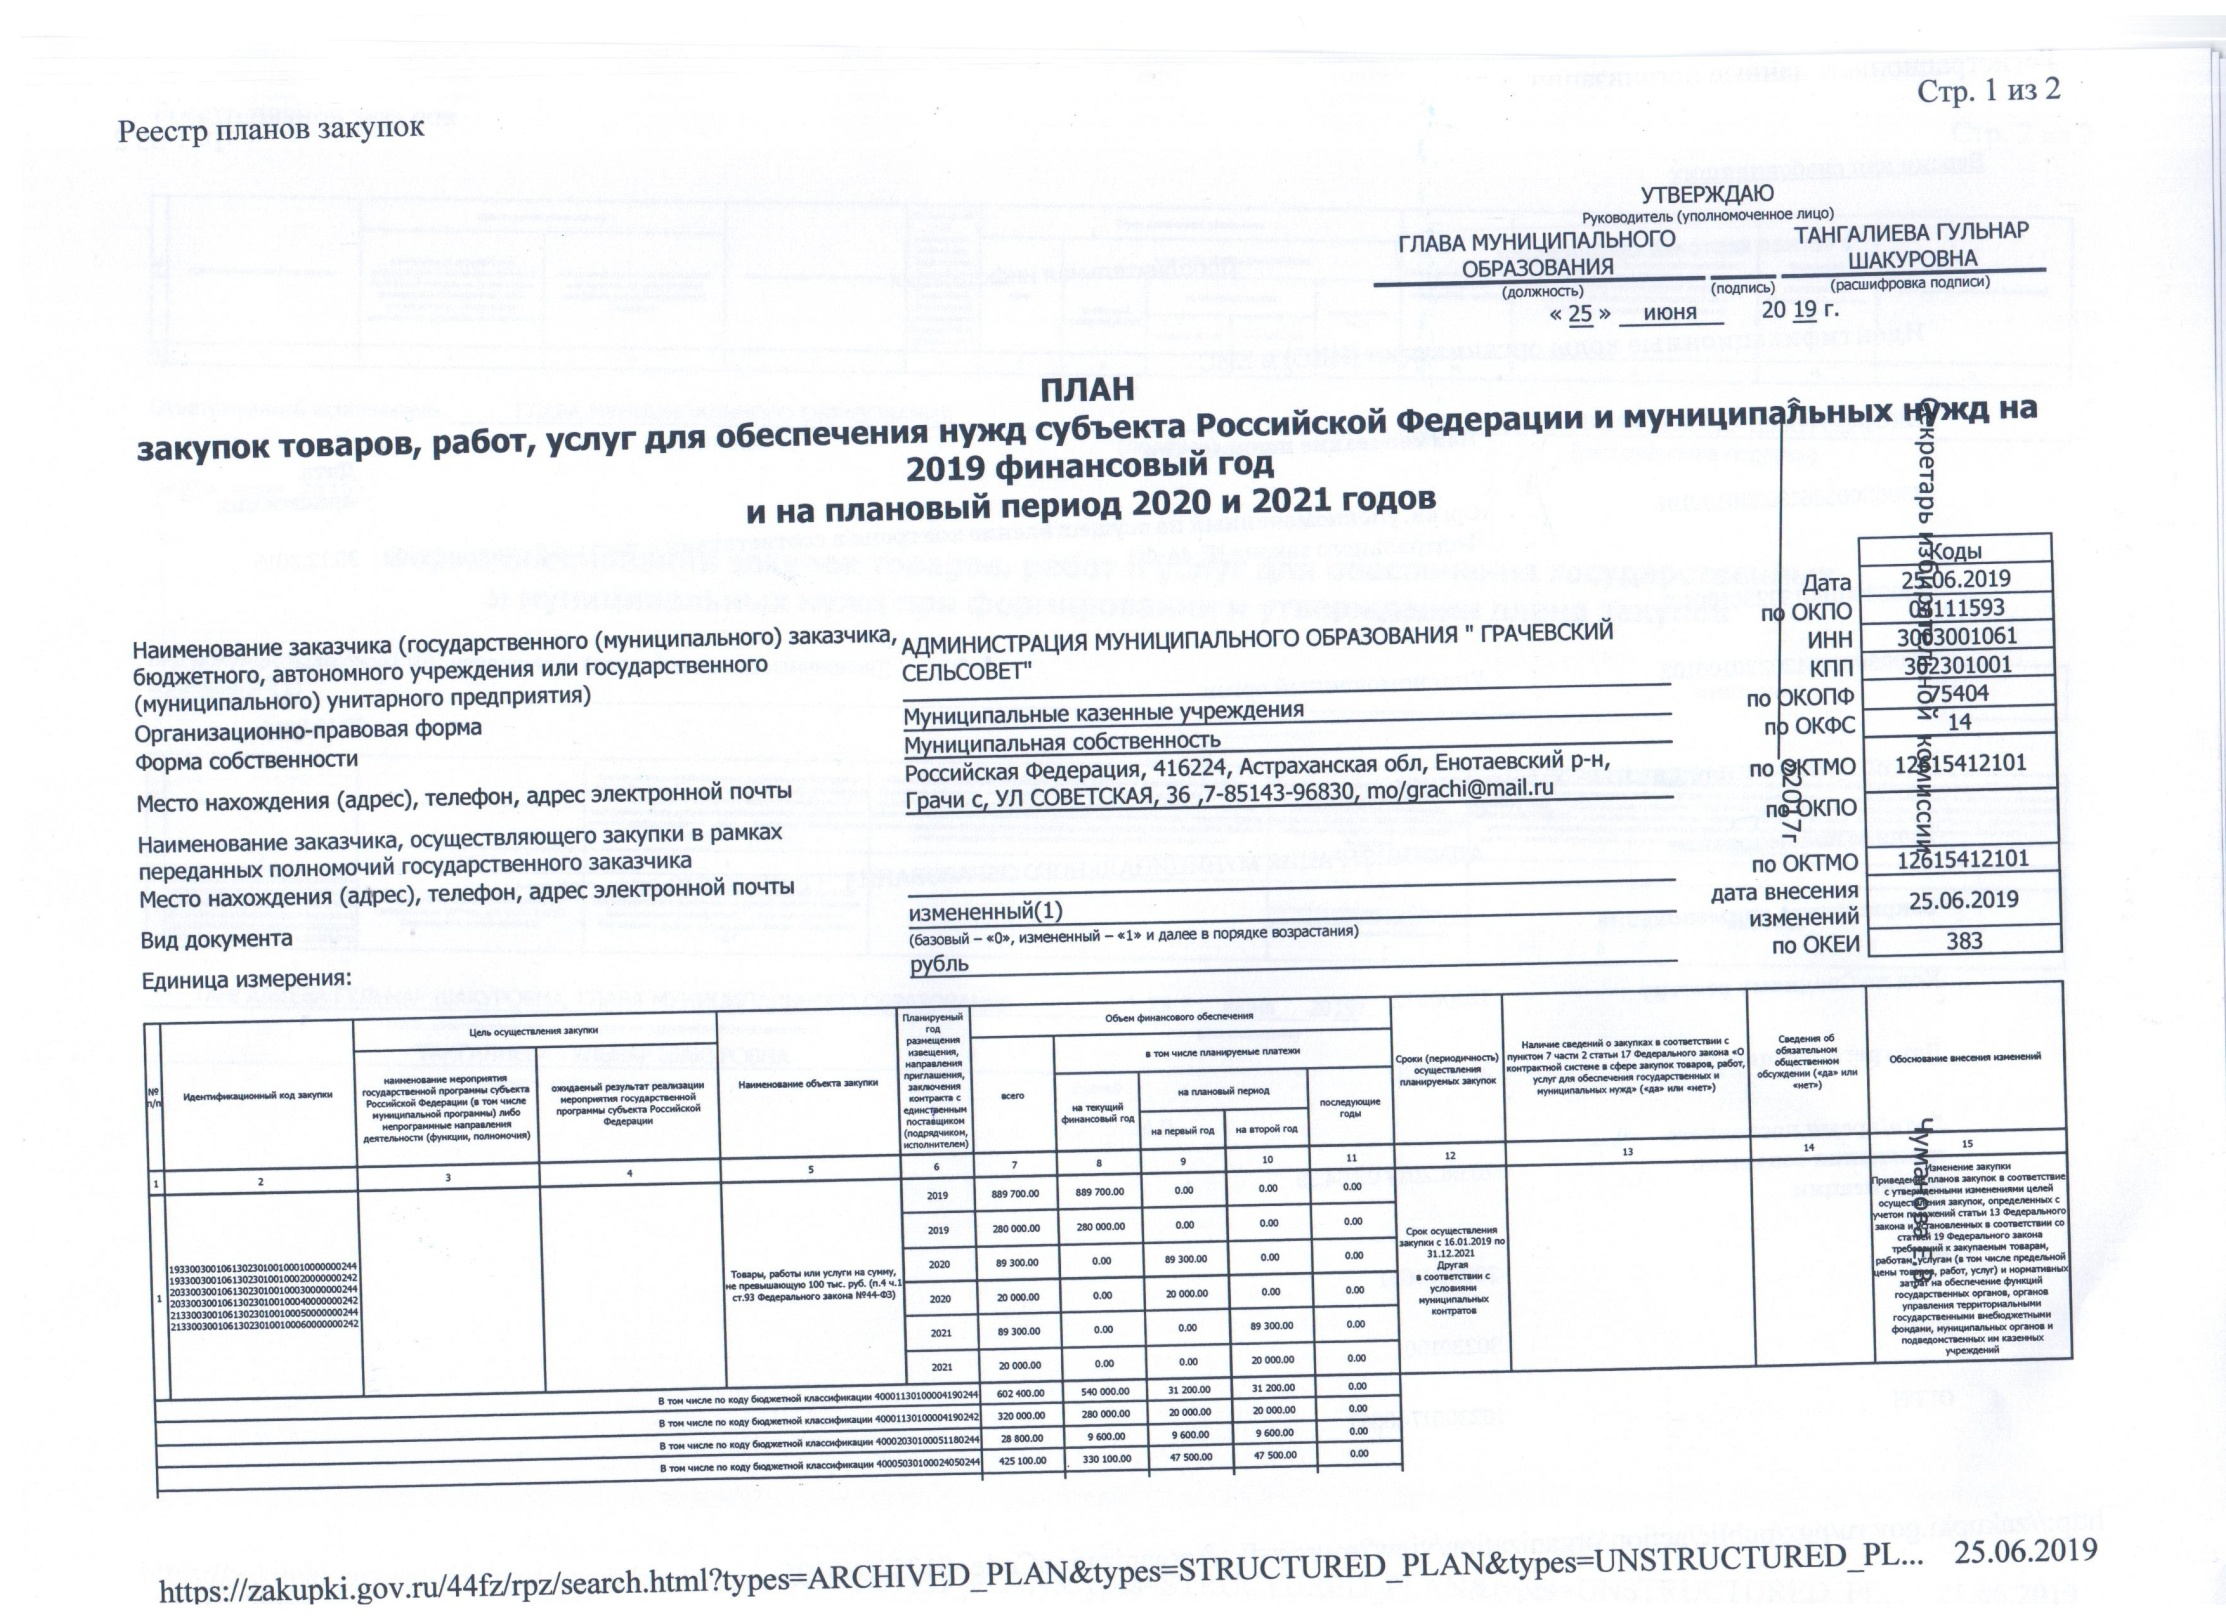 Стр. 1 из 2
Реестр планов закупок
УТВЕРЖДАЮ
Руководитель (уполномоченное лицо)
ГЛАВА МУНИЦИПАЛЬНОГО
ОБРАЗОВАНИЯ
ТАНГАЛИЕВА ГУЛЬНАР
ШАКУРОВНА
(должность) (подпись) (расшифровка подписи)
« 25 » июня 20 19 г.
ПЛАН
закупок товаров, работ, услуг для обеспечения нужд субъекта Российской Федерации и муниципальных нужд на
2019 финансовый год
и на плановый период 2020 и 2021 годов
Коды
Дата 25.06.2019
по ОКПО 04111593
ИНН 3003001061
КПП 302301001
по ОКОПФ 75404
по ОКФС 14
по ОКТМО 12615412101
по ОКПО
по ОКТМО 12615412101
дата внесения
изменений 25.06.2019
по ОКЕИ 383
Наименование заказчика (государственного (муниципального) заказчика,
бюджетного, автономного учреждения или государственного
(муниципального) унитарного предприятия)
АДМИНИСТРАЦИЯ МУНИЦИПАЛЬНОГО ОБРАЗОВАНИЯ " ГРАЧЕВСКИЙ
СЕЛЬСОВЕТ"
Организационно-правовая форма Муниципальные казенные учреждения
Форма собственности Муниципальная собственность
Место нахождения (адрес), телефон, адрес электронной почты
Российская Федерация, 416224, Астраханская обл, Енотаевский р-н,
Грачи с, УЛ СОВЕТСКАЯ, 36 ,7-85143-96830, mo/grachi@mail.ru
Наименование заказчика, осуществляющего закупки в рамках
переданных полномочий государственного заказчика
Место нахождения (адрес), телефон, адрес электронной почты
Вид документа измененный(1)
(базовый – «0», измененный – «1» и далее в порядке возрастания)
Единица измерения: рубль
«
2007г
Секретарь избирательной комиссии
Чуманова Е.В
№
п/п
Идентификационный код закупки
Цель осуществления закупки
наименование мероприятия
государственной программы субъекта
Российской Федерации (в том числе
муниципальной программы) либо
непрограммные направления
деятельности (функции, полномочия)
ожидаемый результат реализации
мероприятия государственной
программы субъекта Российской
Федерации
Наименование объекта закупки
Планируемый
год
размещения
извещения,
направления
приглашения,
заключения
контракта с
единственным
поставщиком
(подрядчиком,
исполнителем)
Объем финансового обеспечения
всего
в том числе планируемые платежи
на текущий
финансовый год
на плановый период
на первый год
на второй год
последующие
годы
Сроки (периодичность)
осуществления
планируемых закупок
Наличие сведений о закупках в соответствии с
пунктом 7 части 2 статьи 17 Федерального закона «О
контрактной системе в сфере закупок товаров, работ,
услуг для обеспечения государственных и
муниципальных нужд» («да» или «нет»)
Сведения об
обязательном
общественном
обсуждении («да» или
«нет»)
Обоснование внесения изменений
1 2 3 4 5 6 7 8 9 10 11 12 13 14 15
1
193300300106130230100100010000000244
193300300106130230100100020000000242
203300300106130230100100030000000244
203300300106130230100100040000000242
213300300106130230100100050000000244
213300300106130230100100060000000242
Товары, работы или услуги на сумму,
не превышающую 100 тыс. руб. (п.4 ч.1
ст.93 Федерального закона №44-ФЗ)
2019 889 700.00 889 700.00 0.00 0.00 0.00
2019 280 000.00 280 000.00 0.00 0.00 0.00
2020 89 300.00 0.00 89 300.00 0.00 0.00
2020 20 000.00 0.00 20 000.00 0.00 0.00
2021 89 300.00 0.00 0.00 89 300.00 0.00
2021 20 000.00 0.00 0.00 20 000.00 0.00
Срок осуществления
закупки с 16.01.2019 по
31.12.2021
Другая
в соответствии с
условиями
муниципальных
контратов
Изменение закупки
Приведение планов закупок в соответствие
с утвержденными изменениями целей
осуществления закупок, определенных с
учетом положений статьи 13 Федерального
закона и установленных в соответствии со
статьей 19 Федерального закона
требований к закупаемым товарам,
работам, услугам (в том числе предельной
цены товаров, работ, услуг) и нормативных
затрат на обеспечение функций
государственных органов, органов
управления территориальными
государственными внебюджетными
фондами, муниципальных органов и
подведомственных им казенных
учреждений
В том числе по коду бюджетной классификации 40001130100004190244 602 400.00 540 000.00 31 200.00 31 200.00 0.00
В том числе по коду бюджетной классификации 40001130100004190242 320 000.00 280 000.00 20 000.00 20 000.00 0.00
В том числе по коду бюджетной классификации 40002030100051180244 28 800.00 9 600.00 9 600.00 9 600.00 0.00
В том числе по коду бюджетной классификации 40005030100024050244 425 100.00 330 100.00 47 500.00 47 500.00 0.00
https://zakupki.gov.ru/44fz/rpz/search.html?types=ARCHIVED_PLAN&types=STRUCTURED_PLAN&types=UNSTRUCTURED_PL... 25.06.2019